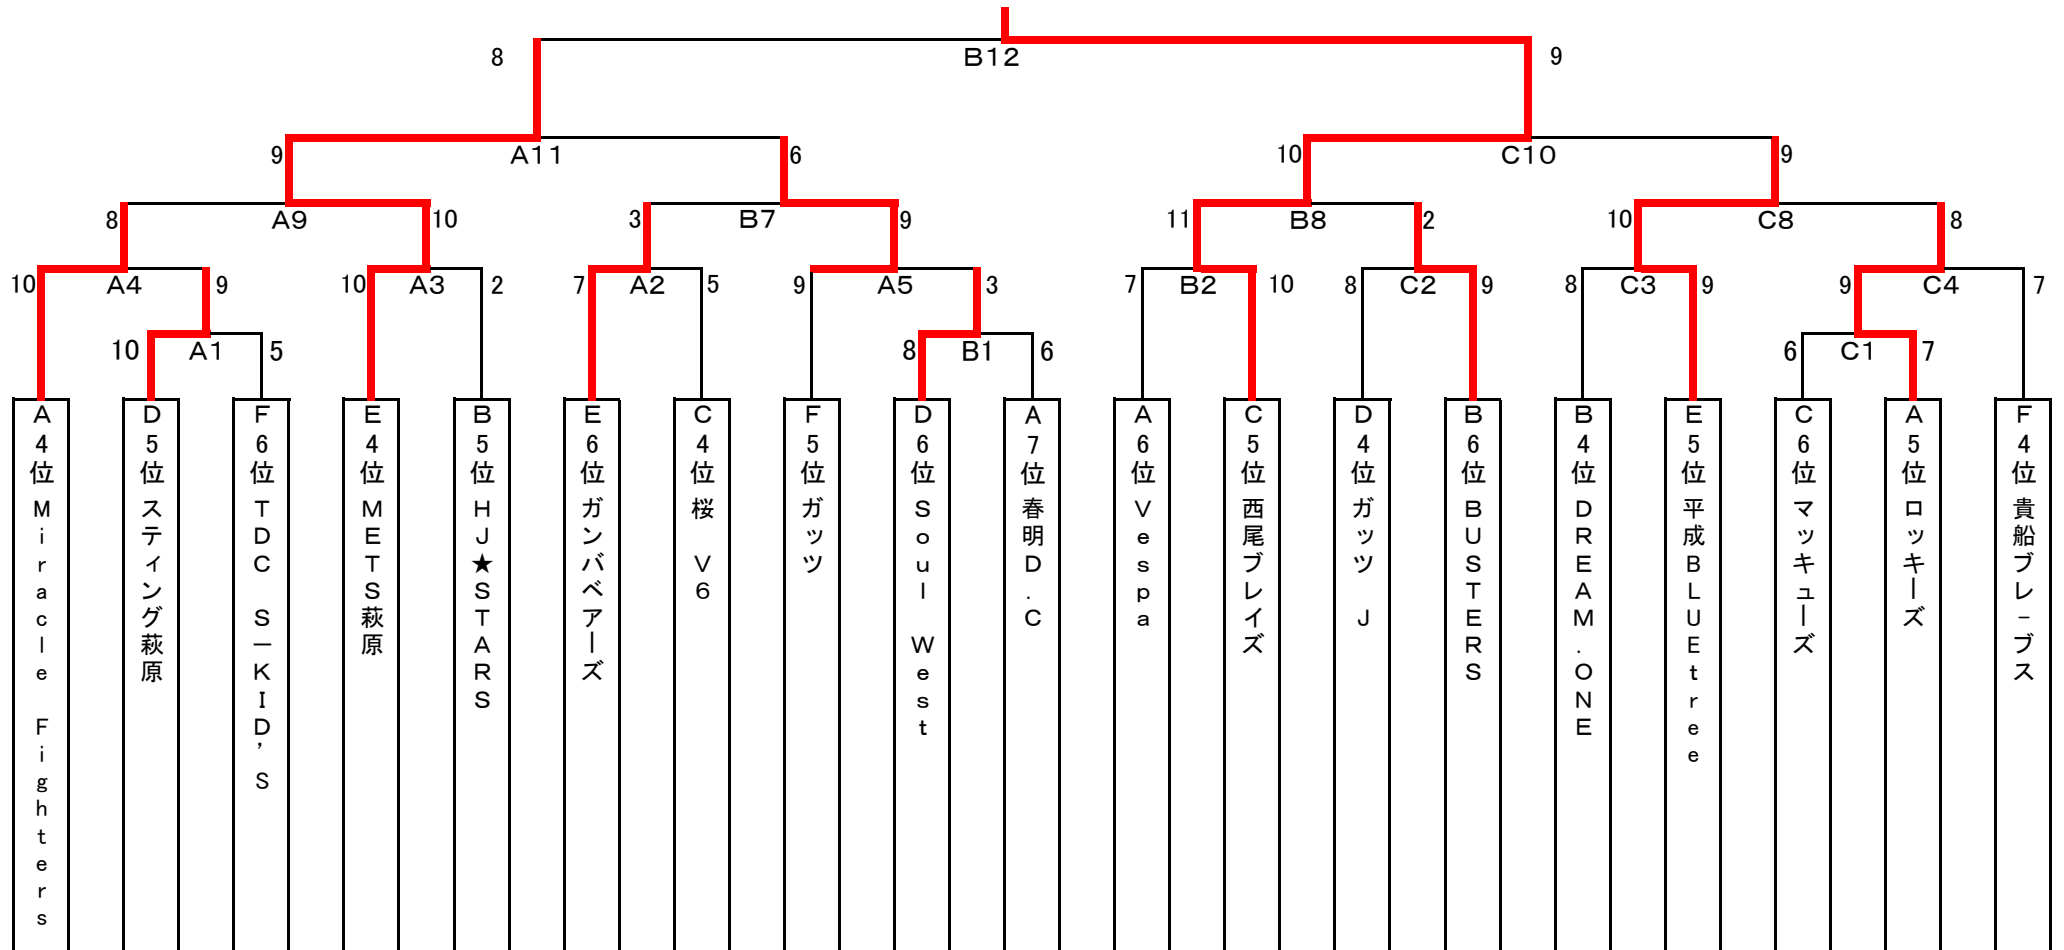 8 B12 9
9 A11 6 10 C10 9
8 A9 10 3 B7 9 11 B8 2 10 C8 8
10 A4 9 10 A3 2 7 A2 5 9 A5 3 7 B2 10 8 C2 9 8 C3 9 9 C4 7
10 A1 5 8 B1 6 6 C1 7
A4位 Miracle Fighters
D5位 スティング萩原
F6位 TDC S－KID’S
E4位 METS萩原
B5位 HJ★STARS
E6位 ガンバベアーズ
C4位 桜 V6
F5位 ガッツ
D6位 Soul West
A7位 春明D.C
A6位 Vespa
C5位 西尾ブレイズ
D4位 ガッツ J
B6位 BUSTERS
B4位 DREAM.ONE
E5位 平成BLUEtree
C6位 マッキューズ
A5位 ロッキーズ
F4位 貴船ブレ-ブス